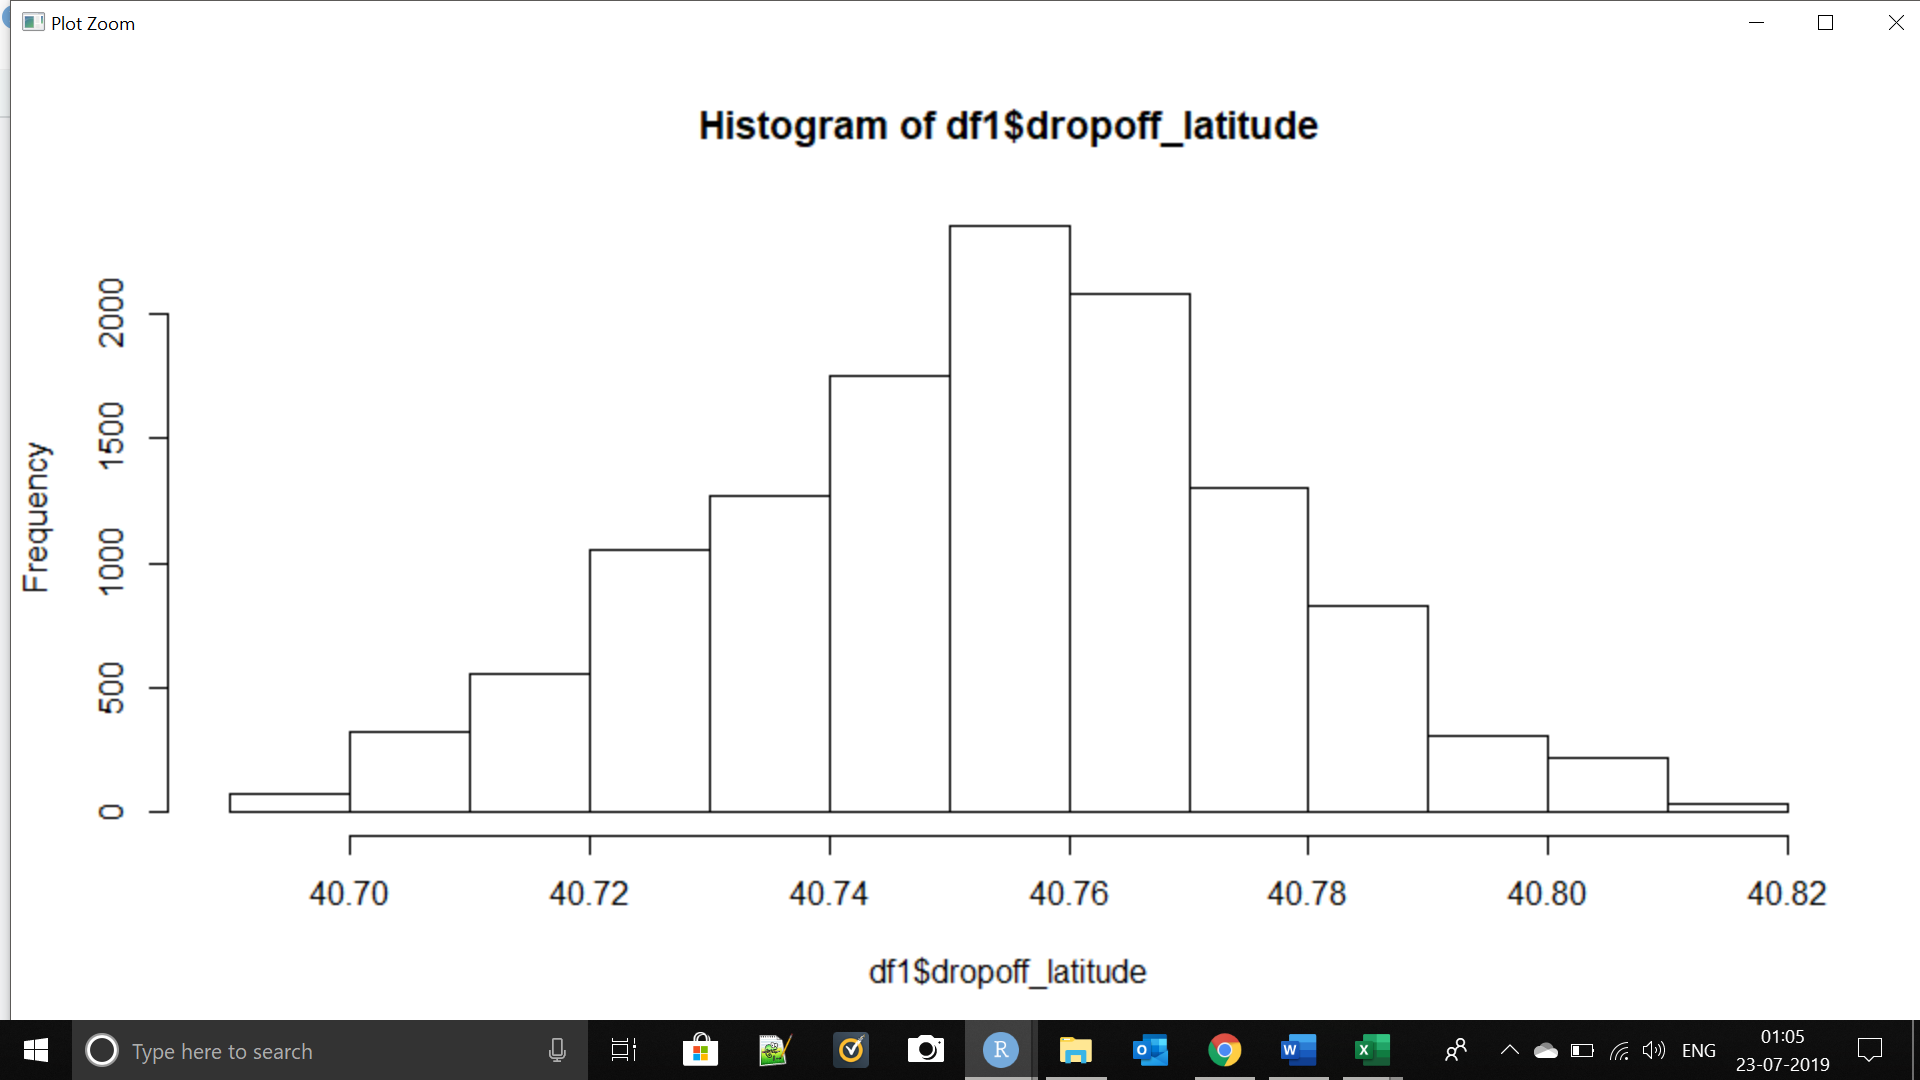 Plot Zoom
Histogram of df1$dropoff_latitude
Frequency
2000
1500
1000
500
0
40.70 40.72 40.74 40.76 40.78 40.80 40.82
df1$dropoff_latitude
Type here to search
R
O
W
X
ENG
01:05
23-07-2019